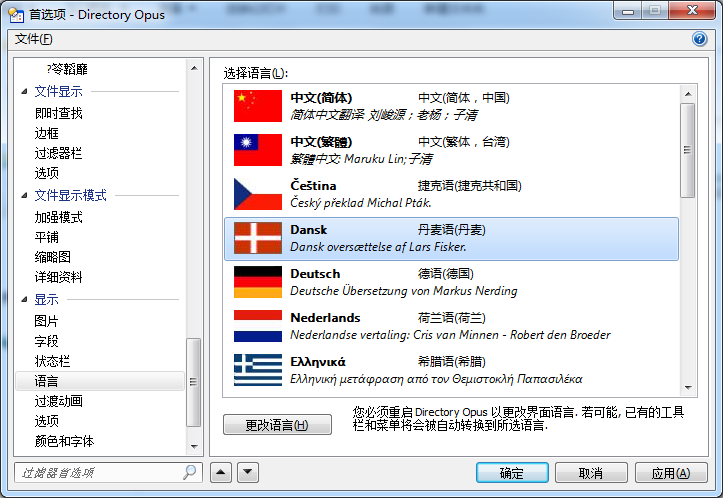 首选项 - Directory Opus
文件(F)
?笭韜靡
文件显示
即时查找
边框
过滤器栏
选项
文件显示模式
加强模式
平铺
缩略图
详细资料
显示
图片
字段
状态栏
语言
过渡动画
选项
颜色和字体
过滤器首选项
选择语言(L):
中文(简体) 中文(简体，中国)
简体中文翻译 刘峻源；老杨；子清
中文(繁體) 中文(繁体，台湾)
繁體中文: Maruku Lin;子清
Čeština 捷克语(捷克共和国)
Český překlad Michal Pták.
Dansk 丹麦语(丹麦)
Dansk oversættelse af Lars Fisker.
Deutsch 德语(德国)
Deutsche Übersetzung von Markus Nerding
Nederlands 荷兰语(荷兰)
Nederlandse vertaling: Cris van Minnen - Robert den Broeder
Ελληνικά 希腊语(希腊)
Ελληνική μετάφραση από τον Θεμιστοκλή Παπασιλέκα
更改语言(H)
您必须重启 Directory Opus 以更改界面语言. 若可能, 已有的工具
栏和菜单将会被自动转换到所选语言.
确定 取消 应用(A)